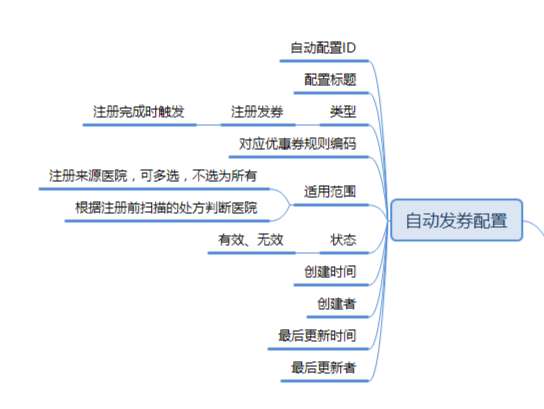 自动配置ID
配置标题
注册完成时触发 注册发券 类型
对应优惠券规则编码
注册来源医院，可多选，不选为所有
适用范围
根据注册前扫描的处方判断医院
自动发券配置
有效、无效 状态
创建时间
创建者
最后更新时间
最后更新者